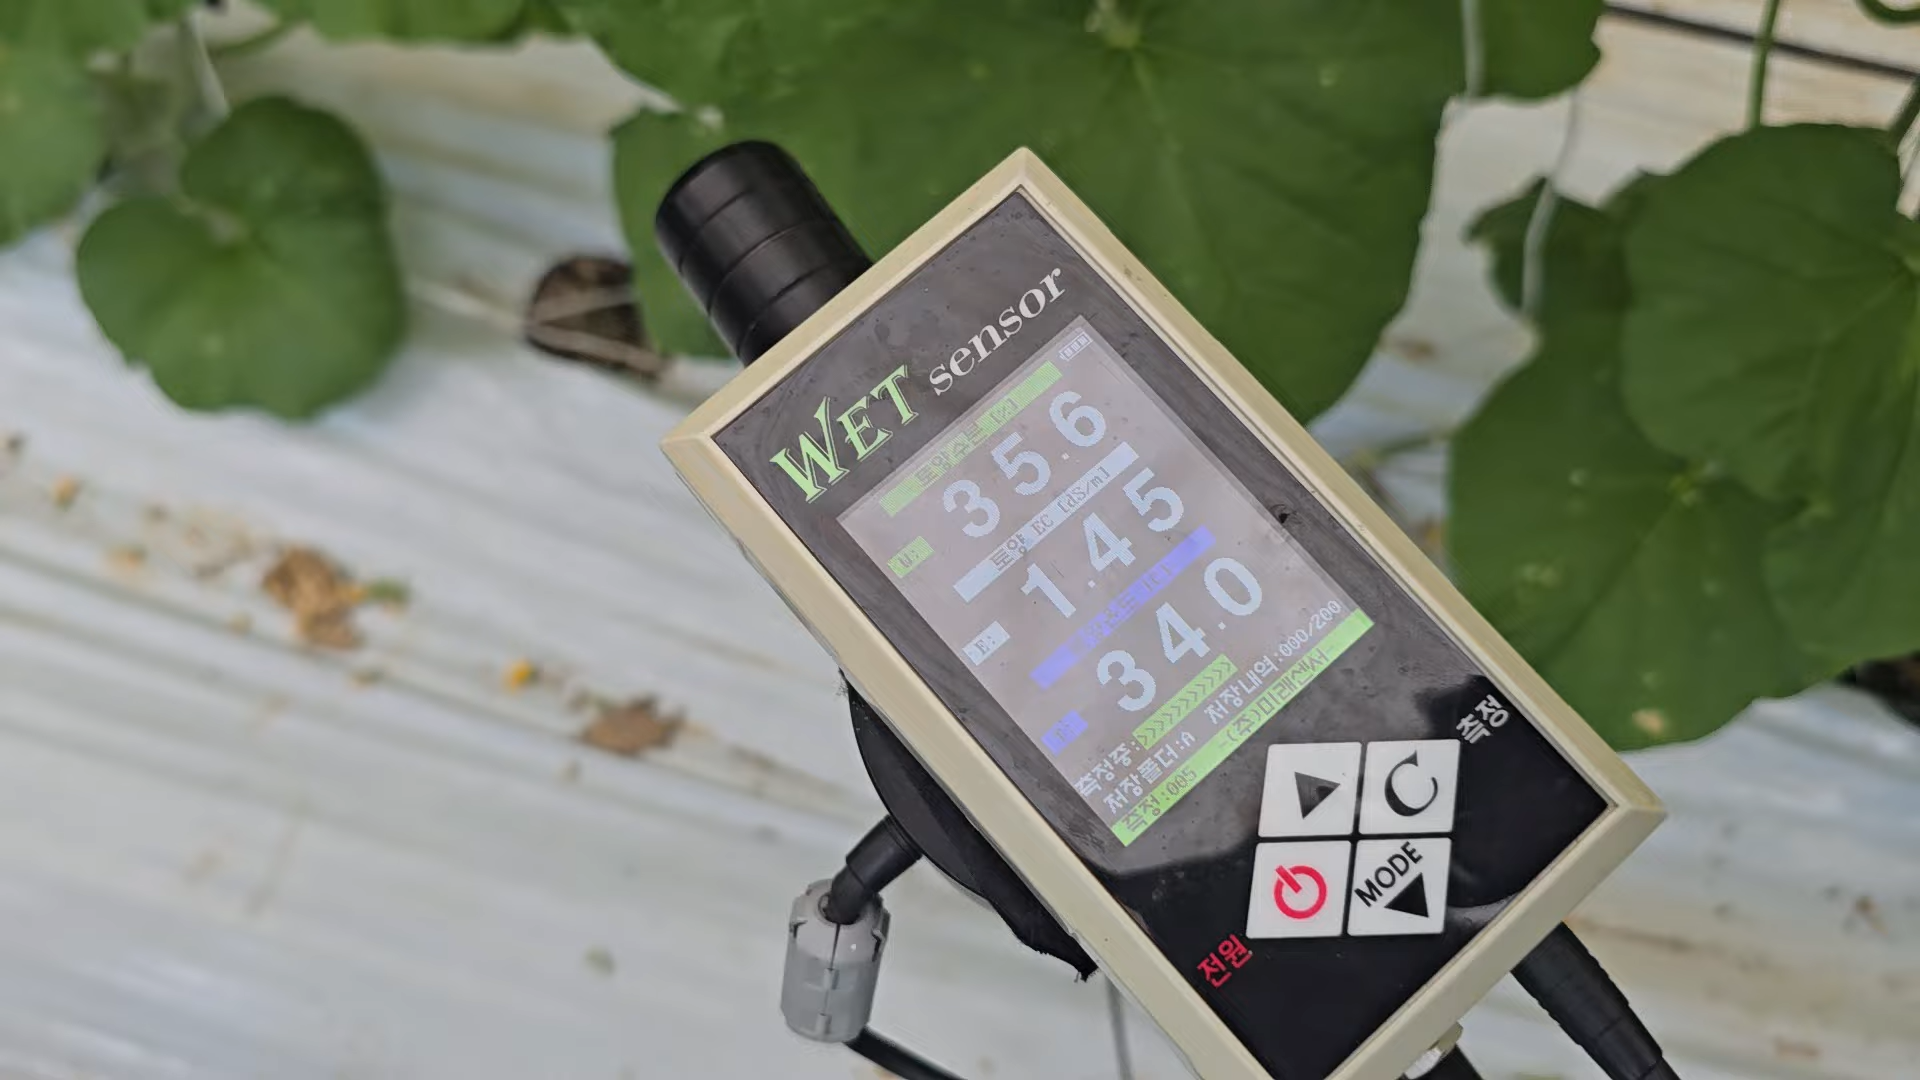 WET sensor
토양수분 [%]
W: 35.6
토양 EC [dS/m]
E: 1.45
34.0
측정중:>>>>>>>>>>
저장폴더:A 저장내역:000/200
측정:005 -(주)미래센서-
측정
MODE
전원